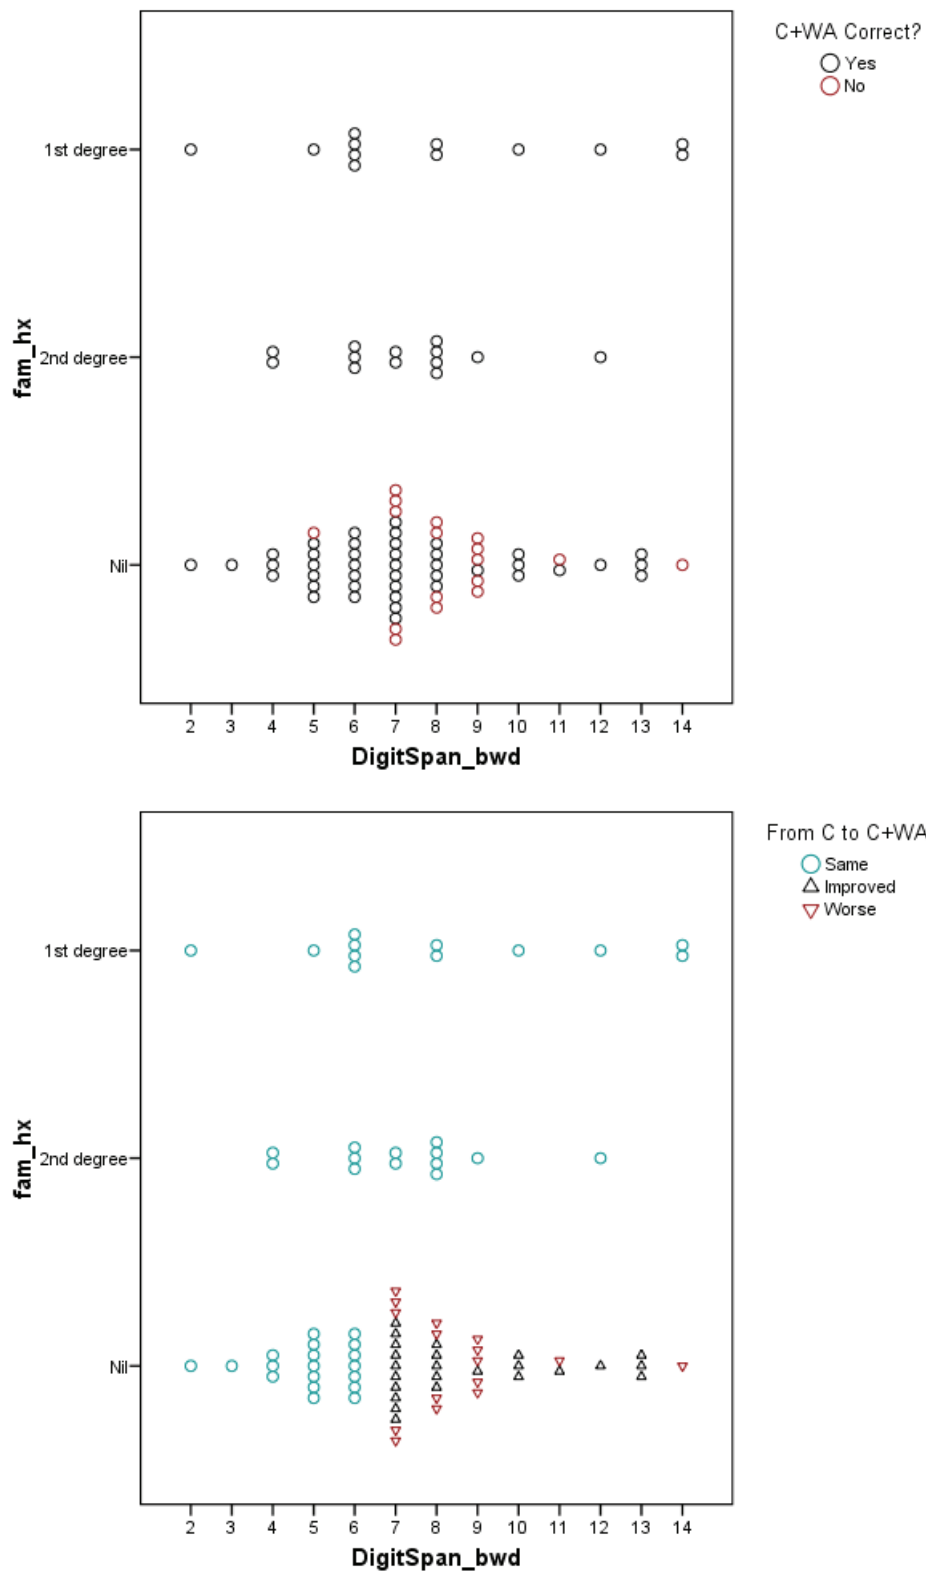 C+WA Correct?
Yes
No
1st degree
2nd degree
Nil
fam_hx
2 3 4 5 6 7 8 9 10 11 12 13 14
DigitSpan_bwd
From C to C+WA
Same
Improved
Worse
1st degree
2nd degree
Nil
fam_hx
2 3 4 5 6 7 8 9 10 11 12 13 14
DigitSpan_bwd